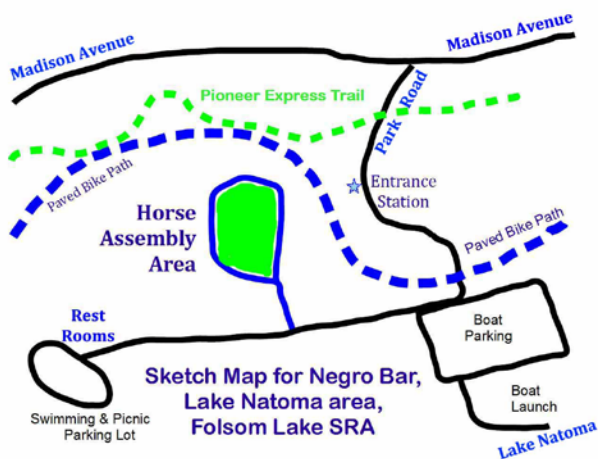 Madison Avenue
Madison Avenue
Pioneer Express Trail
Park Road
Paved Bike Path
Entrance
Station
Horse
Assembly
Area
Paved Bike Path
Rest
Rooms
Boat
Parking
Sketch Map for Negro Bar,
Lake Natoma area,
Folsom Lake SRA
Boat
Launch
Swimming & Picnic
Parking Lot
Lake Natoma